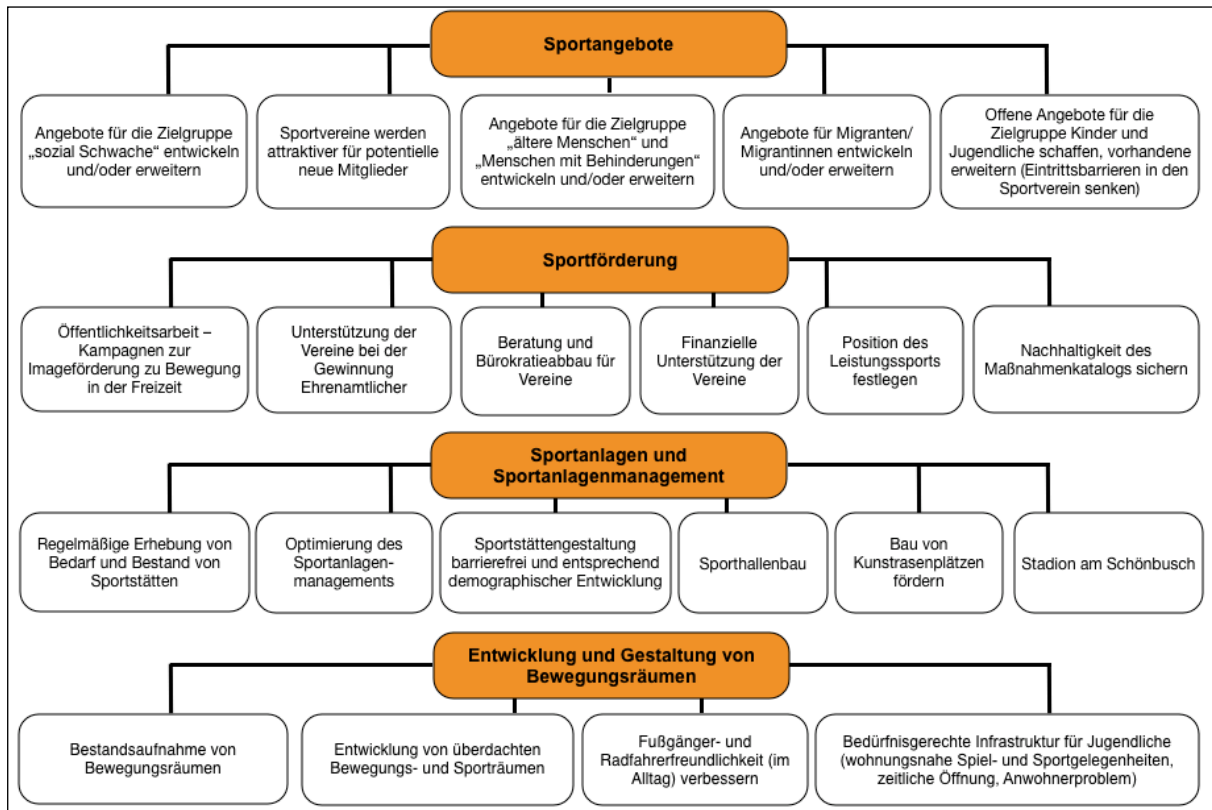 Sportangebote
Angebote für die Zielgruppe
„sozial Schwache“ entwickeln
und/oder erweitern
Sportvereine werden
attraktiver für potentielle
neue Mitglieder
Angebote für die Zielgruppe
„ältere Menschen“ und
„Menschen mit Behinderungen“
entwickeln und/oder erweitern
Angebote für Migranten/
Migrantinnen entwickeln
und/oder erweitern
Offene Angebote für die
Zielgruppe Kinder und
Jugendliche schaffen, vorhandene
erweitern (Eintrittsbarrieren in den
Sportverein senken)
Sportförderung
Öffentlichkeitsarbeit –
Kampagnen zur
Imageförderung zu Bewegung
in der Freizeit
Unterstützung der
Vereine bei der
Gewinnung
Ehrenamtlicher
Beratung und
Bürokratieabbau für
Vereine
Finanzielle
Unterstützung der
Vereine
Position des
Leistungssports
festlegen
Nachhaltigkeit des
Maßnahmenkatalogs sichern
Sportanlagen und
Sportanlagenmanagement
Regelmäßige Erhebung von
Bedarf und Bestand von
Sportstätten
Optimierung des
Sportanlagen-
managements
Sportstättengestaltung
barrierefrei und entsprechend
demographischer Entwicklung
Sporthallenbau
Bau von
Kunstrasenplätzen
fördern
Stadion am Schönbusch
Entwicklung und Gestaltung von
Bewegungsräumen
Bestandsaufnahme von
Bewegungsräumen
Entwicklung von überdachten
Bewegungs- und Sporträumen
Fußgänger- und
Radfahrerfreundlichkeit (im
Alltag) verbessern
Bedürfnisgerechte Infrastruktur für Jugendliche
(wohnungsnahe Spiel- und Sportgelegenheiten,
zeitliche Öffnung, Anwohnerproblem)